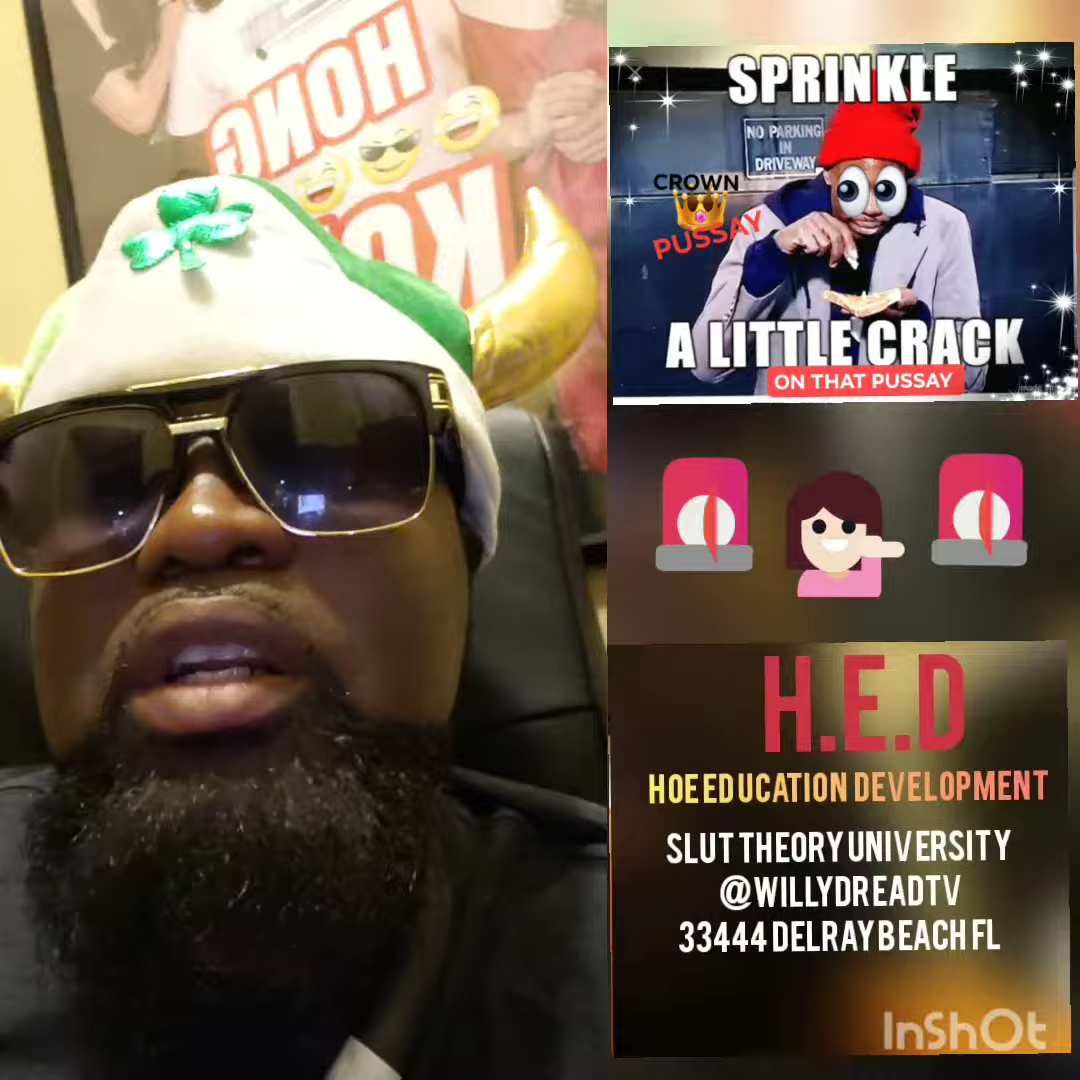 HONG
SPRINKLE
NO PARKING
IN
DRIVEWAY
CROWN
PUSSAY
A LITTLE CRACK
ON THAT PUSSAY
H.E.D
HOE EDUCATION DEVELOPMENT
SLUT THEORY UNIVERSITY
@WILLYDREADTV
33444 DELRAY BEACH FL
InShOt